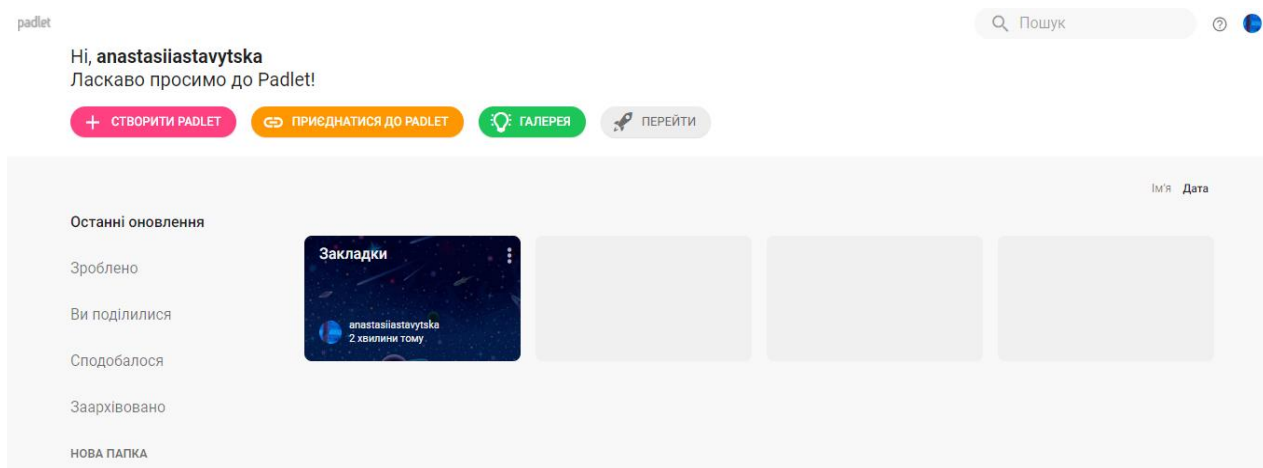 padlet
Пошук
Hi, anastasiiastavytska
Ласкаво просимо до Padlet!
СТВОРИТИ PADLET
ПРИЄДНАТИСЯ ДО PADLET
ГАЛЕРЕЯ
ПЕРЕЙТИ
Ім'я Дата
Останні оновлення
Зроблено
Ви поділилися
Сподобалося
Заархівовано
НОВА ПАПКА
Закладки
anastasiiastavytska
2 хвилини тому